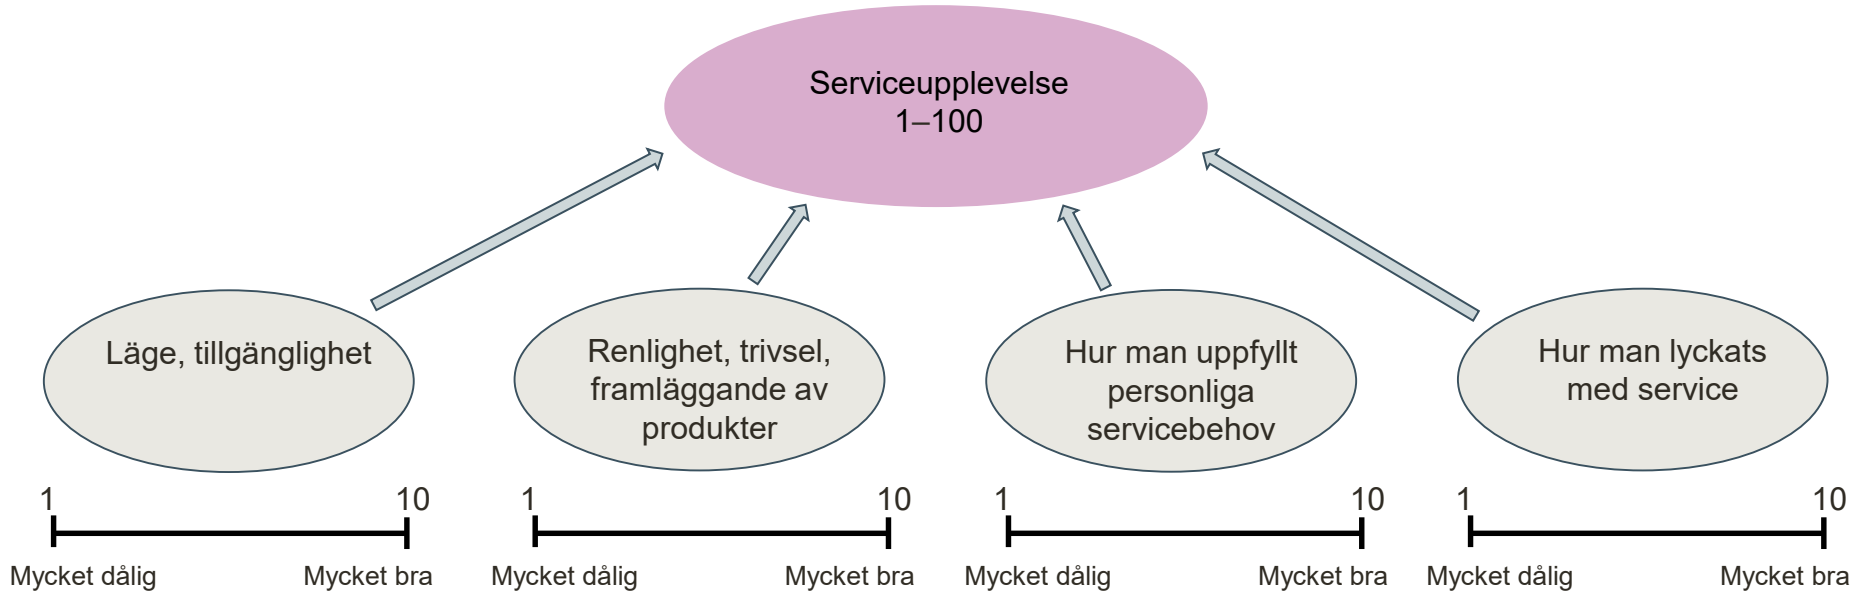 Serviceupplevelse
1–100
Läge, tillgänglighet
Renlighet, trivsel,
framläggande av
produkter
Hur man uppfyllt
personliga
servicebehov
Hur man lyckats
med service
1 10
Mycket dålig Mycket bra
1 10
Mycket dålig Mycket bra
1 10
Mycket dålig Mycket bra
1 10
Mycket dålig Mycket bra